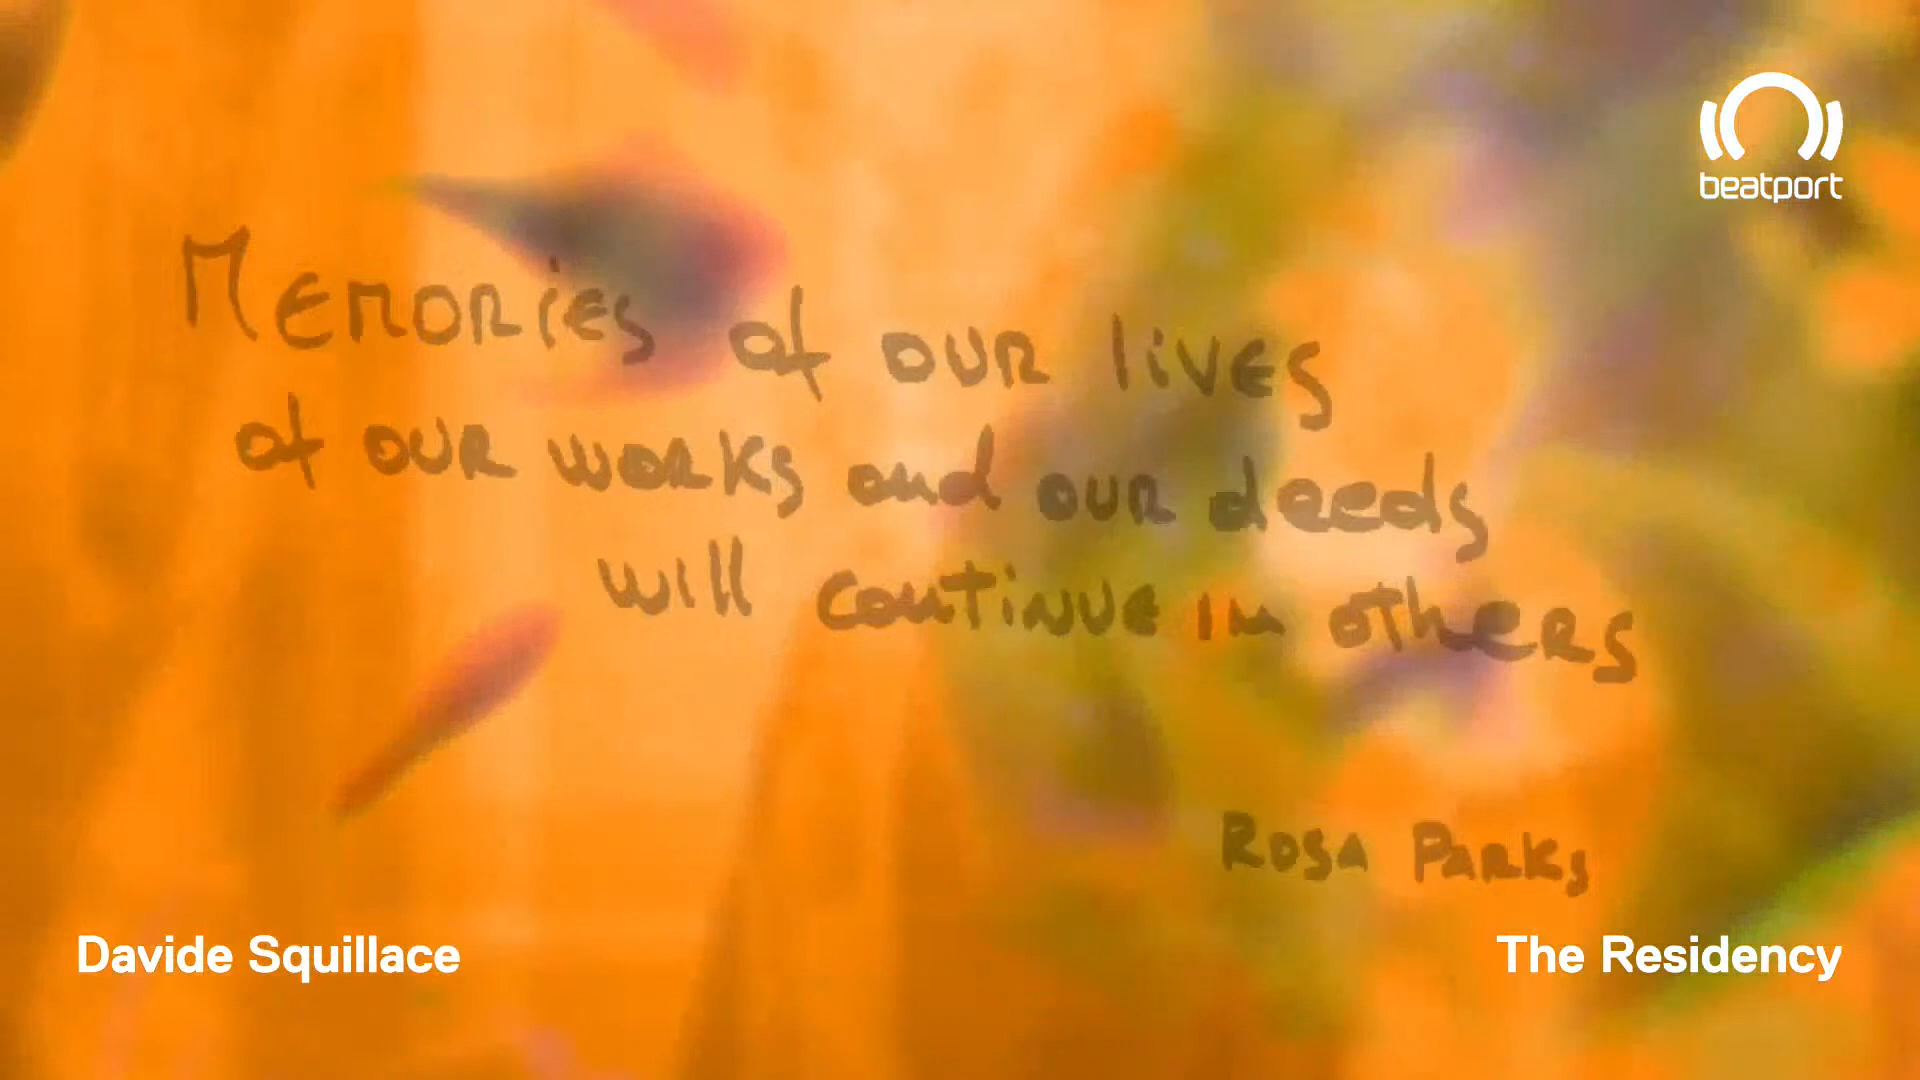 beatport
Memories of our lives
of our works and our deeds
will continue in others
Rosa Parks
Davide Squillace
The Residency